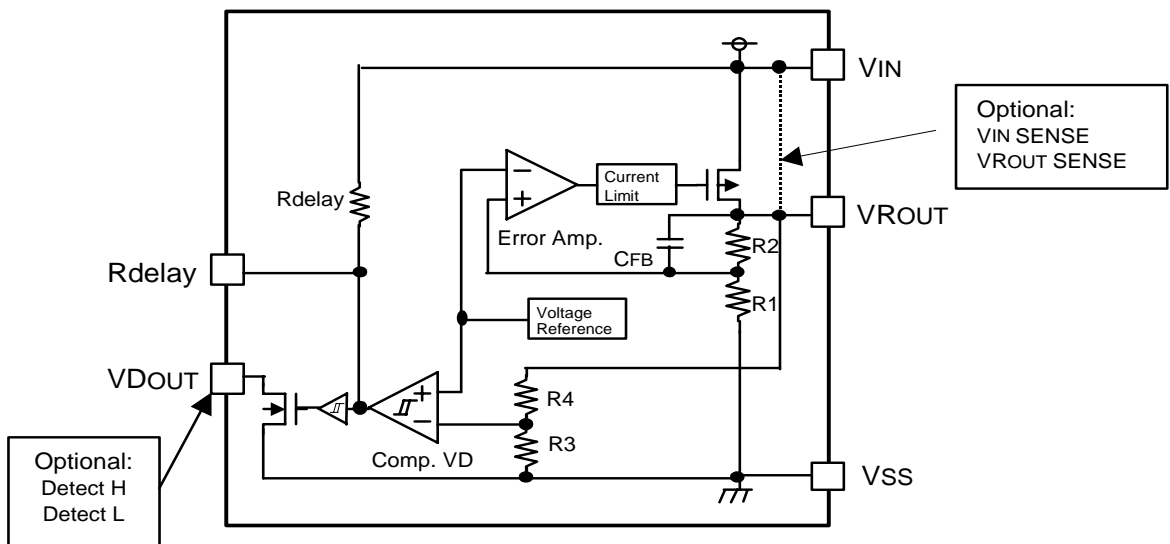 VIN
Optional:
VIN SENSE
VROUT SENSE
Current
Limit
Rdelay
VROUT
Error Amp.
R2
CFB
Rdelay
R1
Voltage
Reference
VDOUT
+
−
R4
+
−
R3
Comp. VD
Optional:
Detect H
Detect L
VSS